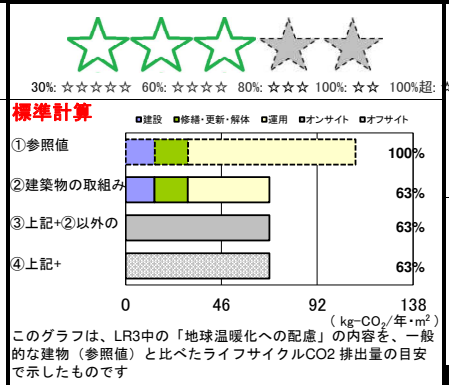 30%: ☆☆☆☆☆ 60%: ☆☆☆☆ 80%: ☆☆☆ 100%: ☆☆ 100%超: ☆
標準計算
■建設 ■修繕・更新・解体 ■運用 ■オンサイト ■オフサイト
①参照値 100%
②建築物の取組み 63%
③上記+②以外の 63%
④上記+ 63%
0 46 92 138
( kg-CO2/年・m2 )
このグラフは、LR3中の「地球温暖化への配慮」の内容を、一般
的な建物（参照値）と比べたライフサイクルCO2 排出量の目安
で示したものです